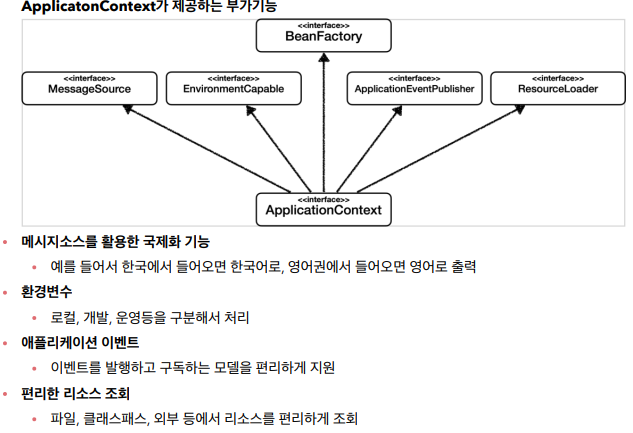 ApplicatonContext가 제공하는 부가기능
<<interface>>
BeanFactory
<<interface>>
MessageSource
<<interface>>
EnvironmentCapable
<<interface>>
ApplicationEventPublisher
<<interface>>
ResourceLoader
<<interface>>
ApplicationContext
• 메시지소스를 활용한 국제화 기능
• 예를 들어서 한국에서 들어오면 한국어로, 영어권에서 들어오면 영어로 출력
• 환경변수
• 로컬, 개발, 운영등을 구분해서 처리
• 애플리케이션 이벤트
• 이벤트를 발행하고 구독하는 모델을 편리하게 지원
• 편리한 리소스 조회
• 파일, 클래스패스, 외부 등에서 리소스를 편리하게 조회